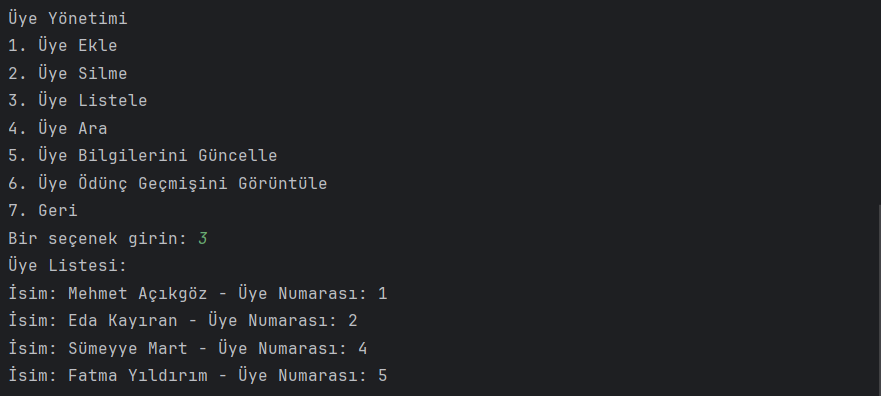 Üye Yönetimi
1. Üye Ekle
2. Üye Silme
3. Üye Listele
4. Üye Ara
5. Üye Bilgilerini Güncelle
6. Üye Ödünç Geçmişini Görüntüle
7. Geri
Bir seçenek girin: 3
Üye Listesi:
İsim: Mehmet Açıkgöz - Üye Numarası: 1
İsim: Eda Kayıran - Üye Numarası: 2
İsim: Sümeyye Mart - Üye Numarası: 4
İsim: Fatma Yıldırım - Üye Numarası: 5